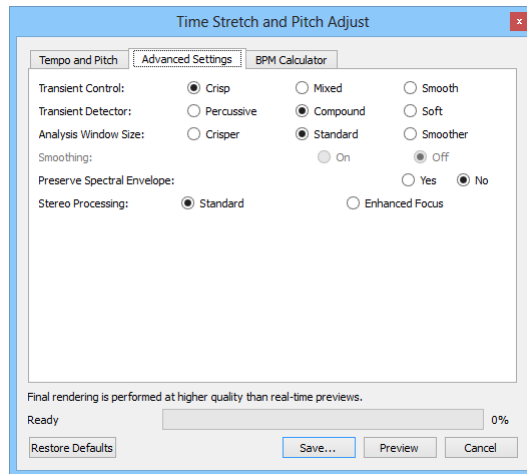 Time Stretch and Pitch Adjust
x
Tempo and Pitch Advanced Settings BPM Calculator
Transient Control: Crisp Mixed Smooth
Transient Detector: Percussive Compound Soft
Analysis Window Size: Crisper Standard Smoother
Smoothing: On Off
Preserve Spectral Envelope: Yes No
Stereo Processing: Standard Enhanced Focus
Final rendering is performed at higher quality than real-time previews.
Ready 0%
Restore Defaults Save... Preview Cancel